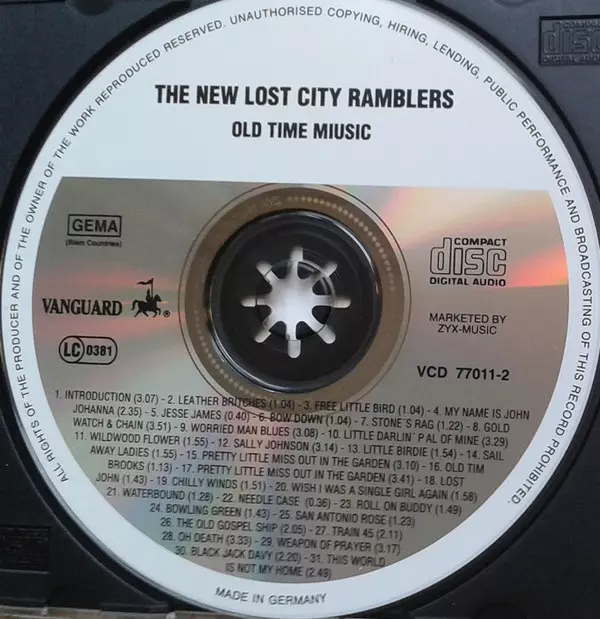 ALL RIGHTS OF THE PRODUCER AND OF THE OWNER OF THE WORK REPRODUCED RESERVED. UNAUTHORISED COPYING, HIRING, LENDING, PUBLIC PERFORMANCE AND BROADCASTING OF THIS RECORD PROHIBITED.
COMPACT
disc
DIGITAL AUDIO
THE NEW LOST CITY RAMBLERS
OLD TIME MIUSIC
GEMA
(Biem Countries)
COMPACT
disc
DIGITAL AUDIO
VANGUARD ®
MARKETED BY
ZYX-MUSIC
LC 0381
VCD 77011-2
1. INTRODUCTION (3.07) - 2. LEATHER BRITCHES (1.04) - 3. FREE LITTLE BIRD (1.04) - 4. MY NAME IS JOHN
JOHANNA (2.35) - 5. JESSE JAMES (0.40) - 6. BOW DOWN (1.04) - 7. STONE'S RAG (1.22) - 8. GOLD
WATCH & CHAIN (3.51) - 9. WORRIED MAN BLUES (3.08) - 10. LITTLE DARLIN' PAL OF MINE (3.29)
11. WILDWOOD FLOWER (1.55) - 12. SALLY JOHNSON (3.14) - 13. LITTLE BIRDIE (1.54) - 14. SAIL
AWAY LADIES (1.55) - 15. PRETTY LITTLE MISS OUT IN THE GARDEN (3.10) - 16. OLD TIM
BROOKS (1.13) - 17. PRETTY LITTLE MISS OUT IN THE GARDEN (3.41) - 18. LOST
JOHN (1.43) - 19. CHILLY WINDS (1.51) - 20. WISH I WAS A SINGLE GIRL AGAIN (1.58)
21. WATERBOUND (1.28) - 22. NEEDLE CASE (0.36) - 23. ROLL ON BUDDY (1.49)
24. BOWLING GREEN (1.43) - 25. SAN ANTONIO ROSE (1.23)
26. THE OLD GOSPEL SHIP (2.05) - 27. TRAIN 45 (2.11)
28. OH DEATH (3.33) - 29. WEAPON OF PRAYER (3.17)
30. BLACK JACK DAVY (2.20) - 31. THIS WORLD
IS NOT MY HOME (2.49)
MADE IN GERMANY